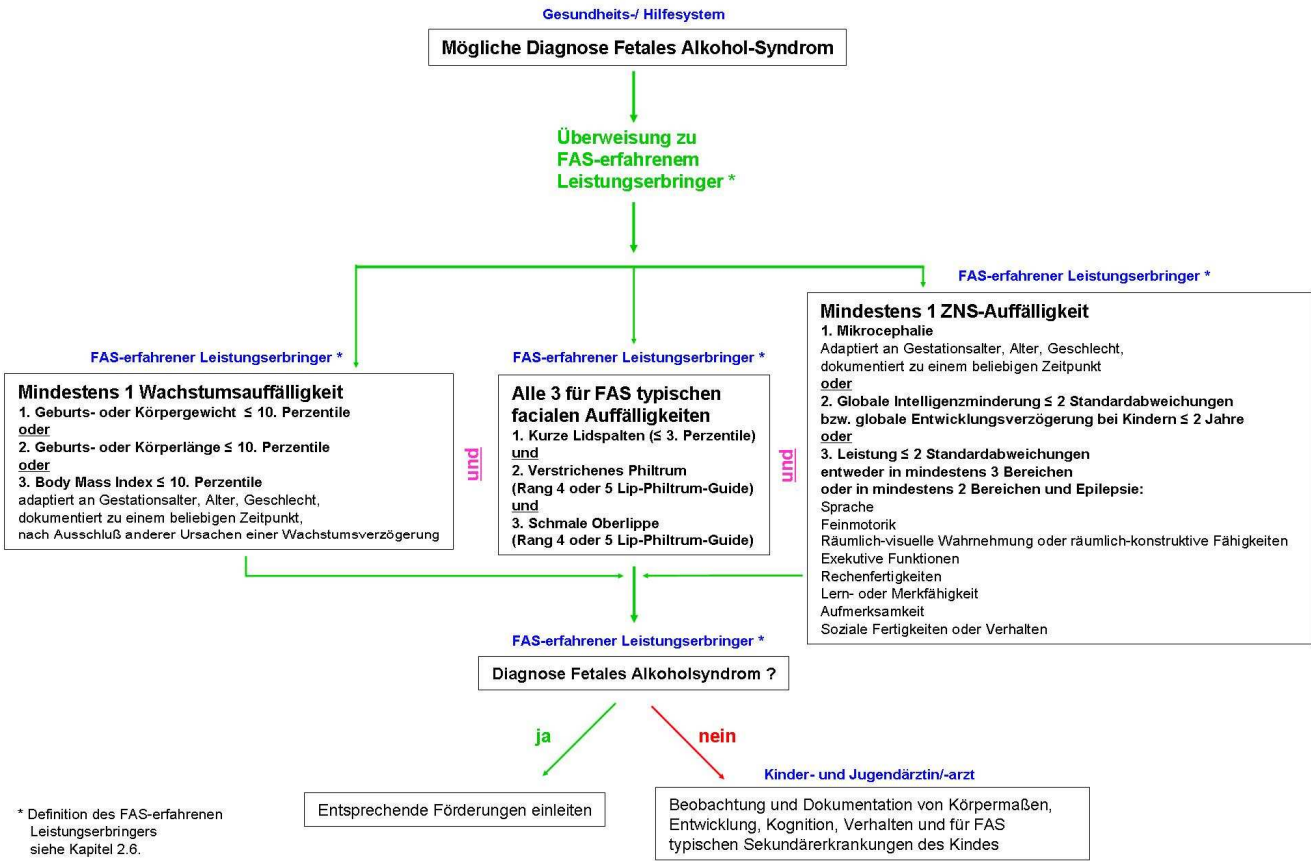 Gesundheits-/ Hilfesystem
Mögliche Diagnose Fetales Alkohol-Syndrom
Überweisung zu
FAS-erfahrenem
Leistungserbringer *
FAS-erfahrener Leistungserbringer *
Mindestens 1 Wachstumsauffälligkeit
1. Geburts- oder Körpergewicht ≤ 10. Perzentile
oder
2. Geburts- oder Körperlänge ≤ 10. Perzentile
oder
3. Body Mass Index ≤ 10. Perzentile
adaptiert an Gestationsalter, Alter, Geschlecht,
dokumentiert zu einem beliebigen Zeitpunkt,
nach Ausschluß anderer Ursachen einer Wachstumsverzögerung
und
FAS-erfahrener Leistungserbringer *
Alle 3 für FAS typischen
facialen Auffälligkeiten
1. Kurze Lidspalten (≤ 3. Perzentile)
und
2. Verstrichenes Philtrum
(Rang 4 oder 5 Lip-Philtrum-Guide)
und
3. Schmale Oberlippe
(Rang 4 oder 5 Lip-Philtrum-Guide)
und
FAS-erfahrener Leistungserbringer *
Mindestens 1 ZNS-Auffälligkeit
1. Mikrocephalie
Adaptiert an Gestationsalter, Alter, Geschlecht,
dokumentiert zu einem beliebigen Zeitpunkt
oder
2. Globale Intelligenzminderung ≤ 2 Standardabweichungen
bzw. globale Entwicklungsverzögerung bei Kindern ≤ 2 Jahre
oder
3. Leistung ≤ 2 Standardabweichungen
entweder in mindestens 3 Bereichen
oder in mindestens 2 Bereichen und Epilepsie:
Sprache
Feinmotorik
Räumlich-visuelle Wahrnehmung oder räumlich-konstruktive Fähigkeiten
Exekutive Funktionen
Rechenfertigkeiten
Lern- oder Merkfähigkeit
Aufmerksamkeit
Soziale Fertigkeiten oder Verhalten
FAS-erfahrener Leistungserbringer *
Diagnose Fetales Alkoholsyndrom ?
ja
nein
Entsprechende Förderungen einleiten
Kinder- und Jugendärztin/-arzt
Beobachtung und Dokumentation von Körpermaßen,
Entwicklung, Kognition, Verhalten und für FAS
typischen Sekundärerkrankungen des Kindes
* Definition des FAS-erfahrenen
Leistungserbringers
siehe Kapitel 2.6.